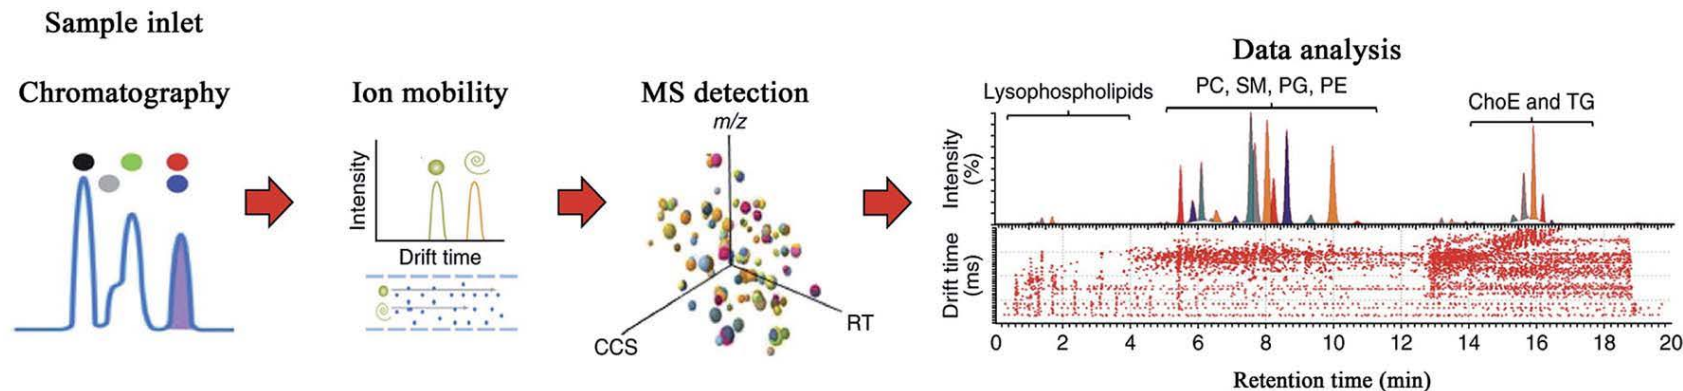 Sample inlet
Chromatography
Ion mobility
Intensity
Drift time
MS detection
m/z
CCS
RT
Data analysis
Lysophospholipids
PC, SM, PG, PE
ChoE and TG
Intensity
(%)
Drift time
(ms)
0 2 4 6 8 10 12 14 16 18 20
Retention time (min)